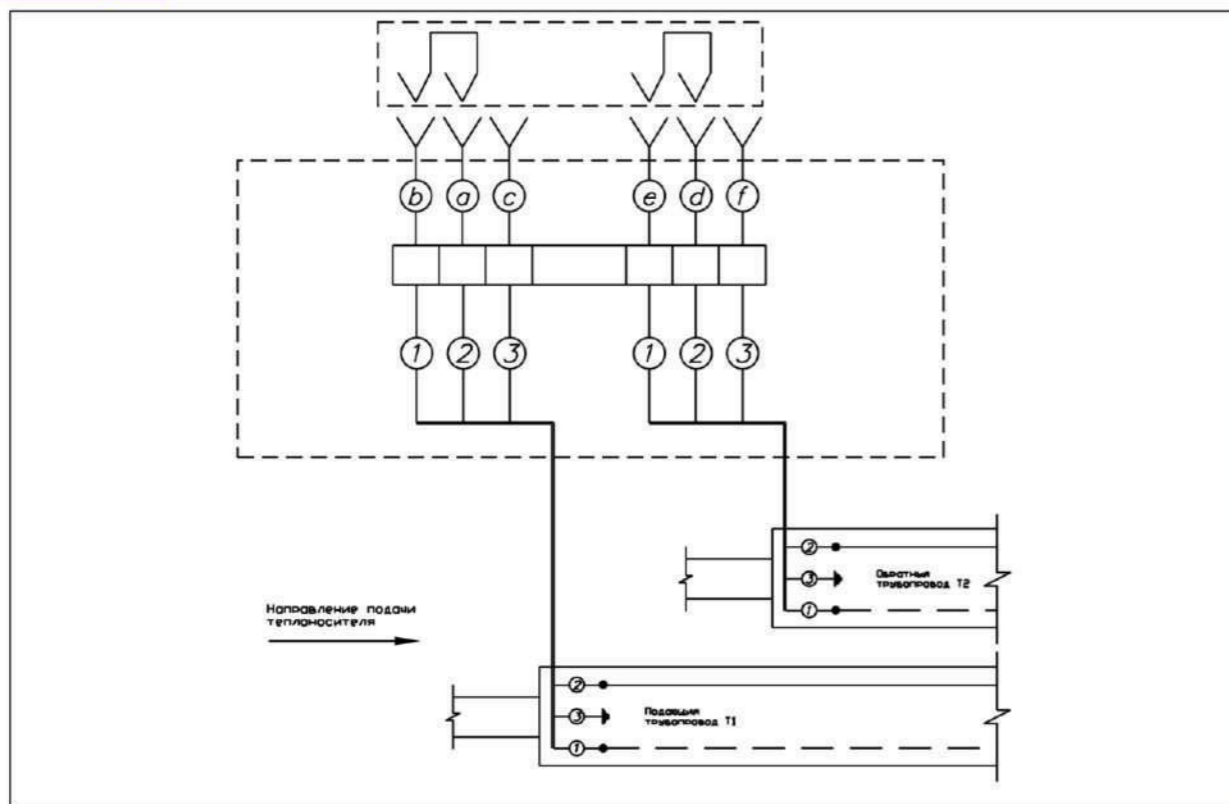 b a c e d f
1 2 3 1 2 3
2
3 Обратный
трубопровод Т2
1
Направление подачи
теплоносителя
2
3 Подающий
трубопровод Т1
1